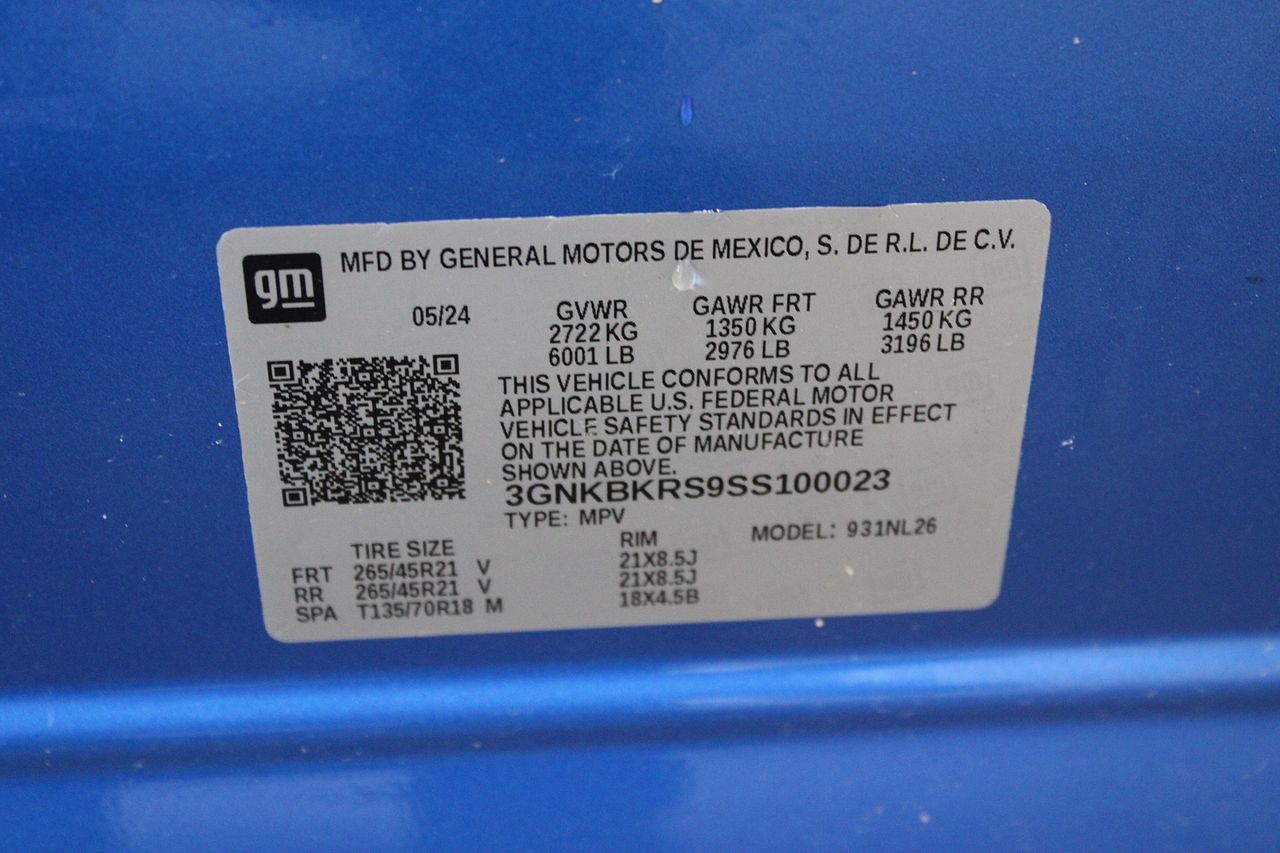 gm
MFD BY GENERAL MOTORS DE MEXICO, S. DE R.L. DE C.V.
05/24 GVWR GAWR FRT GAWR RR
2722 KG 1350 KG 1450 KG
6001 LB 2976 LB 3196 LB
THIS VEHICLE CONFORMS TO ALL
APPLICABLE U.S. FEDERAL MOTOR
VEHICLE SAFETY STANDARDS IN EFFECT
ON THE DATE OF MANUFACTURE
SHOWN ABOVE.
3GNKBKRS9SS100023
TYPE: MPV MODEL: 931NL26
TIRE SIZE RIM
FRT 265/45R21 V 21X8.5J
RR 265/45R21 V 21X8.5J
SPA T135/70R18 M 18X4.5B